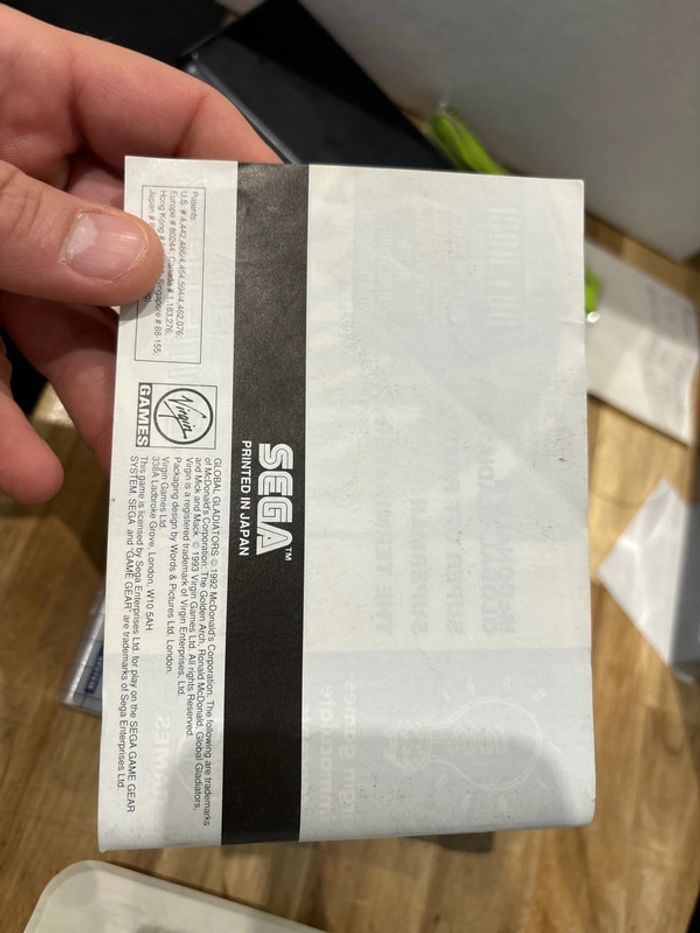 SEGA™
PRINTED IN JAPAN
Patents:
U.S. # 4,442,486/4,454,594/4,462,076;
Europe # 80244; Canada # 1,183,276;
Hong Kong # Singapore # 88-155;
Japan #
Virgin
GAMES
GLOBAL GLADIATORS © 1992 McDonald's Corporation. The following are trademarks
of McDonald's Corporation: The Golden Arch, Ronald McDonald, Global Gladiators,
and Mick and Mack. © 1993 Virgin Games Ltd. All rights Reserved.
Virgin is a registered trademark of Virgin Enterprises, Ltd.
Packaging design by Words & Pictures Ltd. London.
Virgin Games Ltd.
338A Ladbroke Grove, London, W10 5AH
This game is licensed by Sega Enterprises Ltd. for play on the SEGA GAME GEAR
SYSTEM. SEGA and "GAME GEAR" are trademarks of Sega Enterprises Ltd.